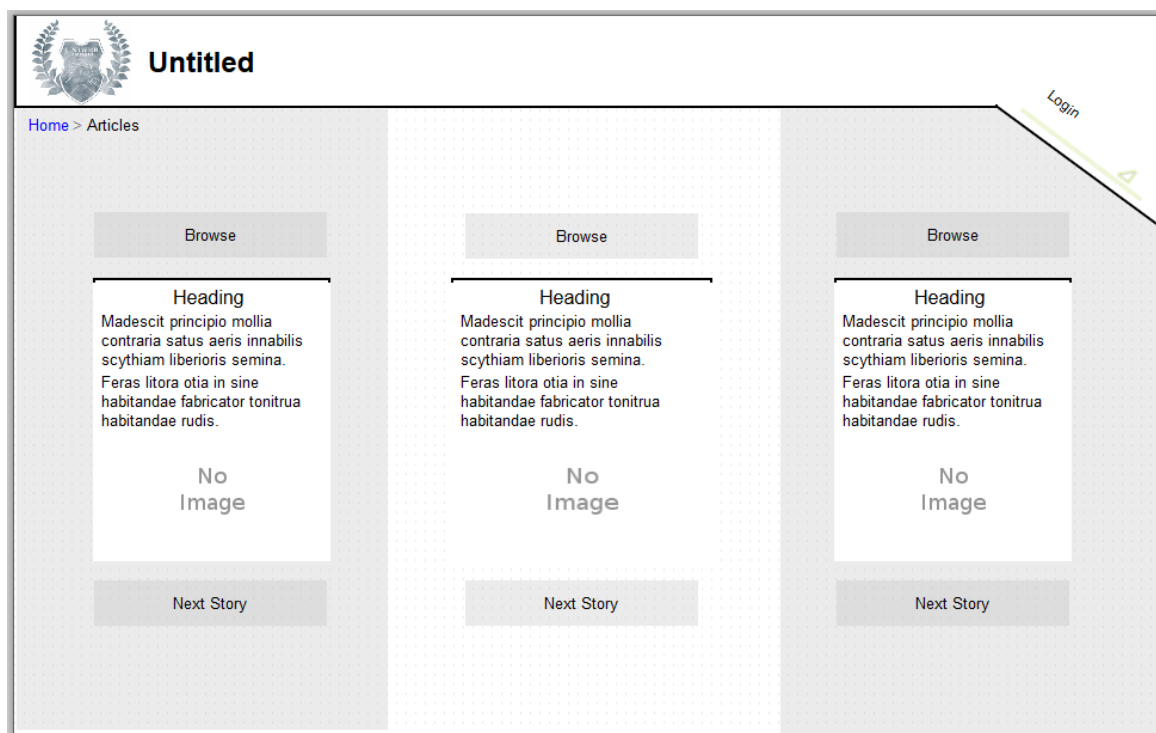 Untitled
Login
Home > Articles
Browse
Heading
Madescit principio mollia
contraria satus aeris innabilis
scythiam liberioris semina.
Feras litora otia in sine
habitandae fabricator tonitrua
habitandae rudis.
No
Image
Next Story
Browse
Heading
Madescit principio mollia
contraria satus aeris innabilis
scythiam liberioris semina.
Feras litora otia in sine
habitandae fabricator tonitrua
habitandae rudis.
No
Image
Next Story
Browse
Heading
Madescit principio mollia
contraria satus aeris innabilis
scythiam liberioris semina.
Feras litora otia in sine
habitandae fabricator tonitrua
habitandae rudis.
No
Image
Next Story